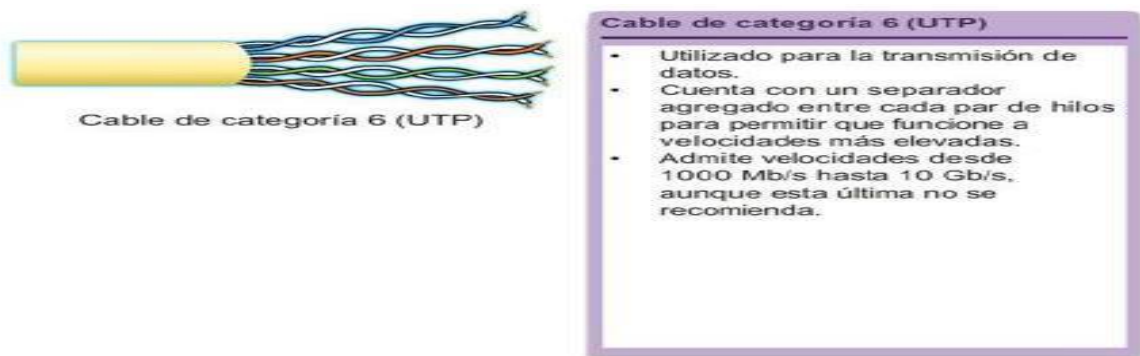 Cable de categoría 6 (UTP)
Cable de categoría 6 (UTP)
• Utilizado para la transmisión de
datos.
• Cuenta con un separador
agregado entre cada par de hilos
para permitir que funcione a
velocidades más elevadas.
• Admite velocidades desde
1000 Mb/s hasta 10 Gb/s,
aunque esta última no se
recomienda.